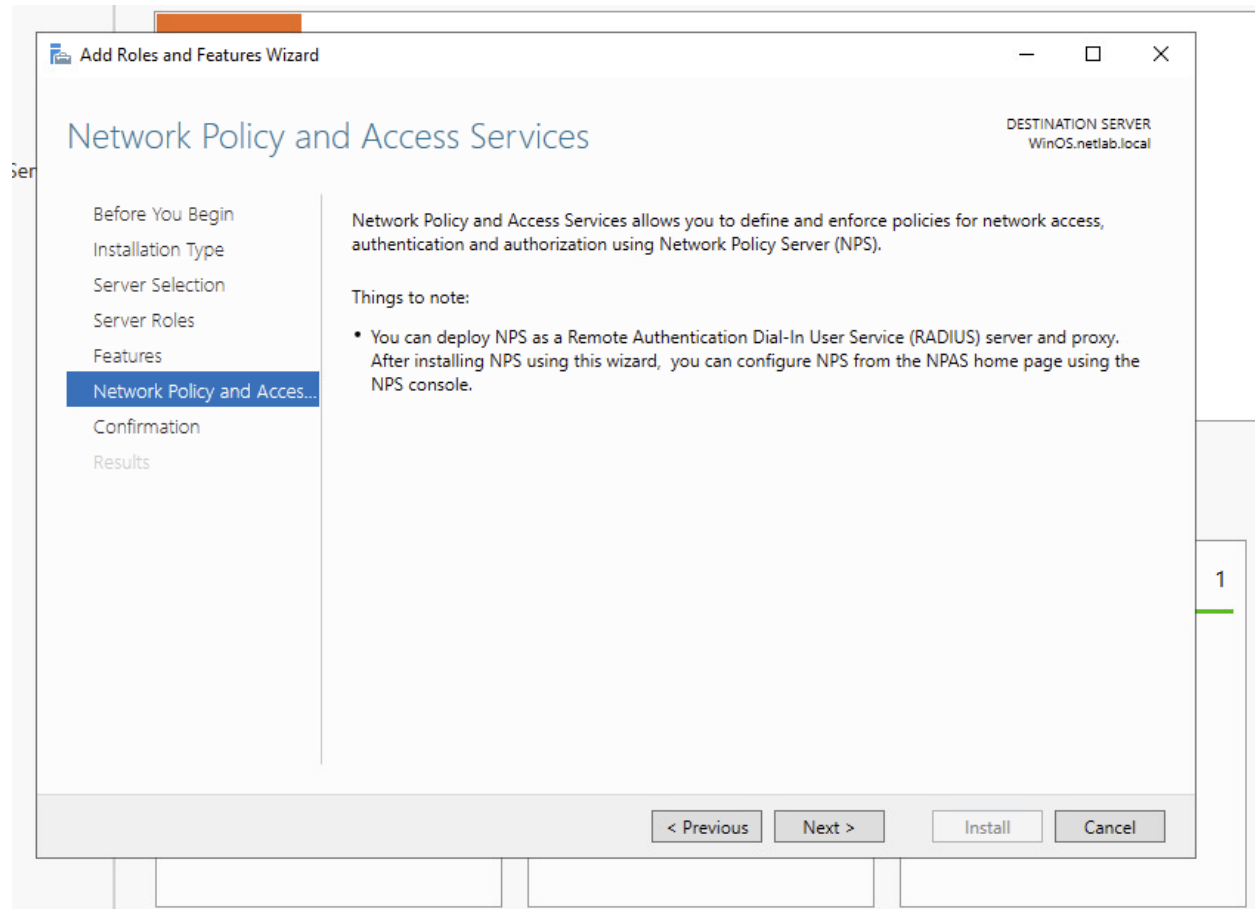 Add Roles and Features Wizard
Network Policy and Access Services
DESTINATION SERVER
WinOS.netlab.local
Ser
Before You Begin
Installation Type
Server Selection
Server Roles
Features
Network Policy and Acces...
Confirmation
Results
Network Policy and Access Services allows you to define and enforce policies for network access,
authentication and authorization using Network Policy Server (NPS).
Things to note:
• You can deploy NPS as a Remote Authentication Dial-In User Service (RADIUS) server and proxy.
After installing NPS using this wizard, you can configure NPS from the NPAS home page using the
NPS console.
1
< Previous
Next >
Install
Cancel